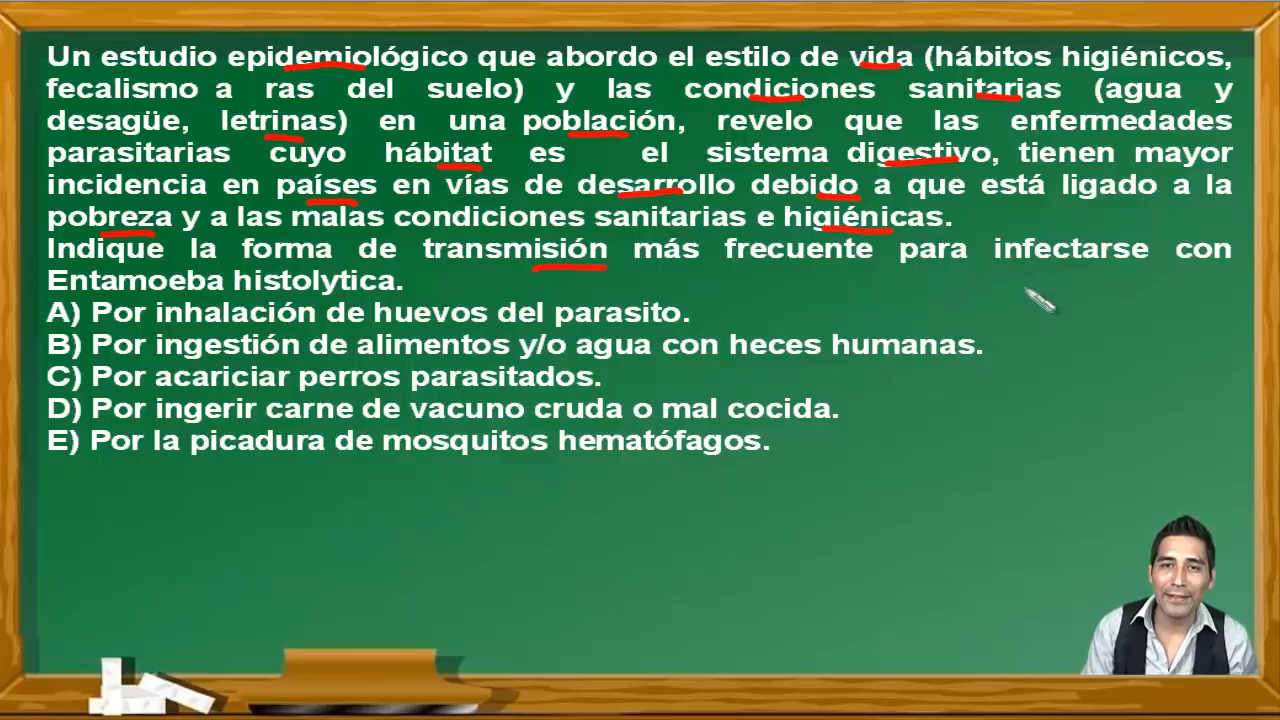 Un estudio epidemiológico que abordo el estilo de vida (hábitos higiénicos,
fecalismo a ras del suelo) y las condiciones sanitarias (agua y
desagüe, letrinas) en una población, revelo que las enfermedades
parasitarias cuyo hábitat es el sistema digestivo, tienen mayor
incidencia en países en vías de desarrollo debido a que está ligado a la
pobreza y a las malas condiciones sanitarias e higiénicas.
Indique la forma de transmisión más frecuente para infectarse con
Entamoeba histolytica.
A) Por inhalación de huevos del parasito.
B) Por ingestión de alimentos y/o agua con heces humanas.
C) Por acariciar perros parasitados.
D) Por ingerir carne de vacuno cruda o mal cocida.
E) Por la picadura de mosquitos hematófagos.